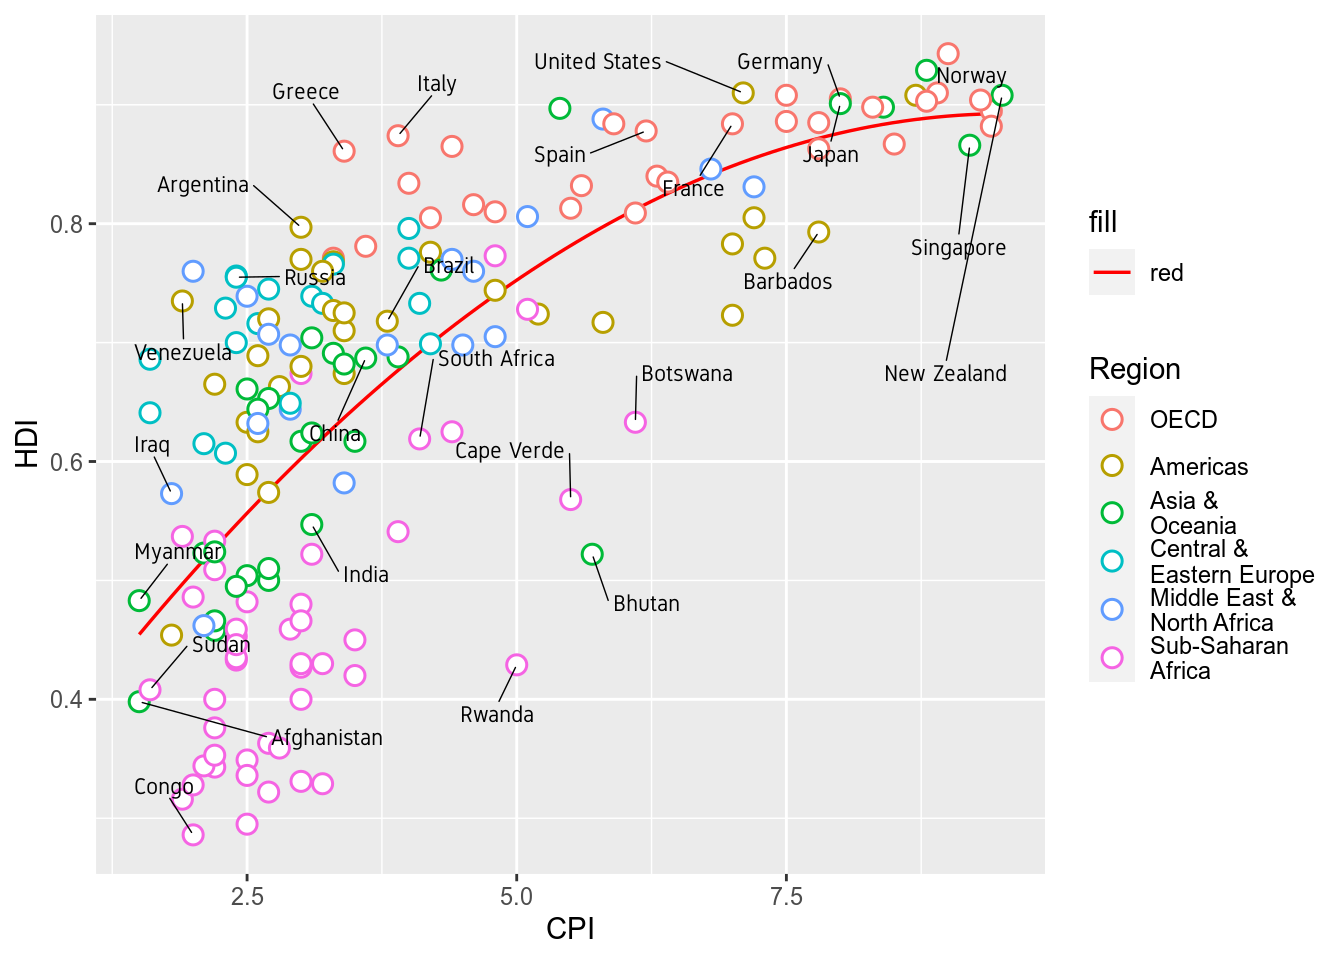 United States
Germany
Norway
Italy
Greece
Spain
Japan
Argentina
France
Singapore
Brazil
Russia
Barbados
Venezuela
South Africa
Botswana
New Zealand
China
Iraq
Cape Verde
Myanmar
India
Bhutan
Sudan
Rwanda
Afghanistan
Congo
0.8
0.6
0.4
HDI
2.5
5.0
7.5
CPI
fill
red
Region
OECD
Americas
Asia &
Oceania
Central &
Eastern Europe
Middle East &
North Africa
Sub-Saharan
Africa